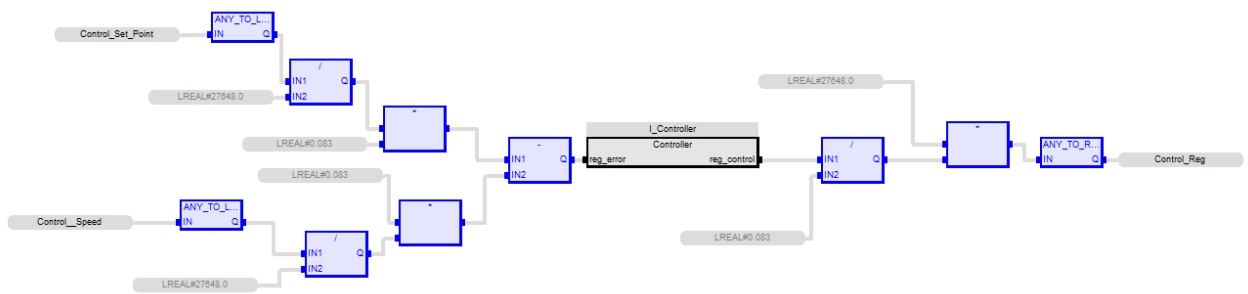 ANY_TO_L...
IN Q
Control_Set_Point
/
IN1 Q
IN2
LREAL#27648.0
*
LREAL#0.083
LREAL#0.083
ANY_TO_L...
IN Q
Control__Speed
/
IN1 Q
IN2
LREAL#27648.0
*
-
IN1 Q
IN2
I_Controller
Controller
reg_error reg_control
LREAL#27648.0
/
IN1 Q
IN2
LREAL#0.083
*
ANY_TO_R...
IN Q
Control_Reg